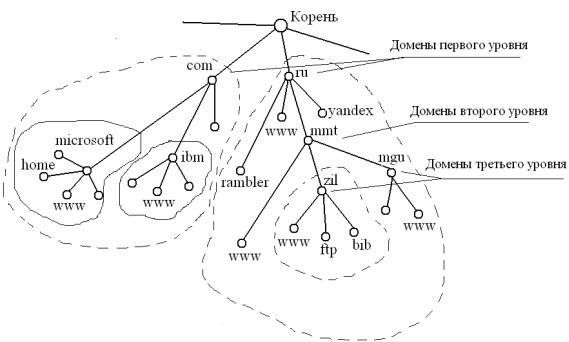 Корень
Домены первого уровня
com
ru
yandex
www
Домены второго уровня
mmt
microsoft
home
ibm
mgu
Домены третьего уровня
rambler
zil
www
www
www
www
ftp
bib
www